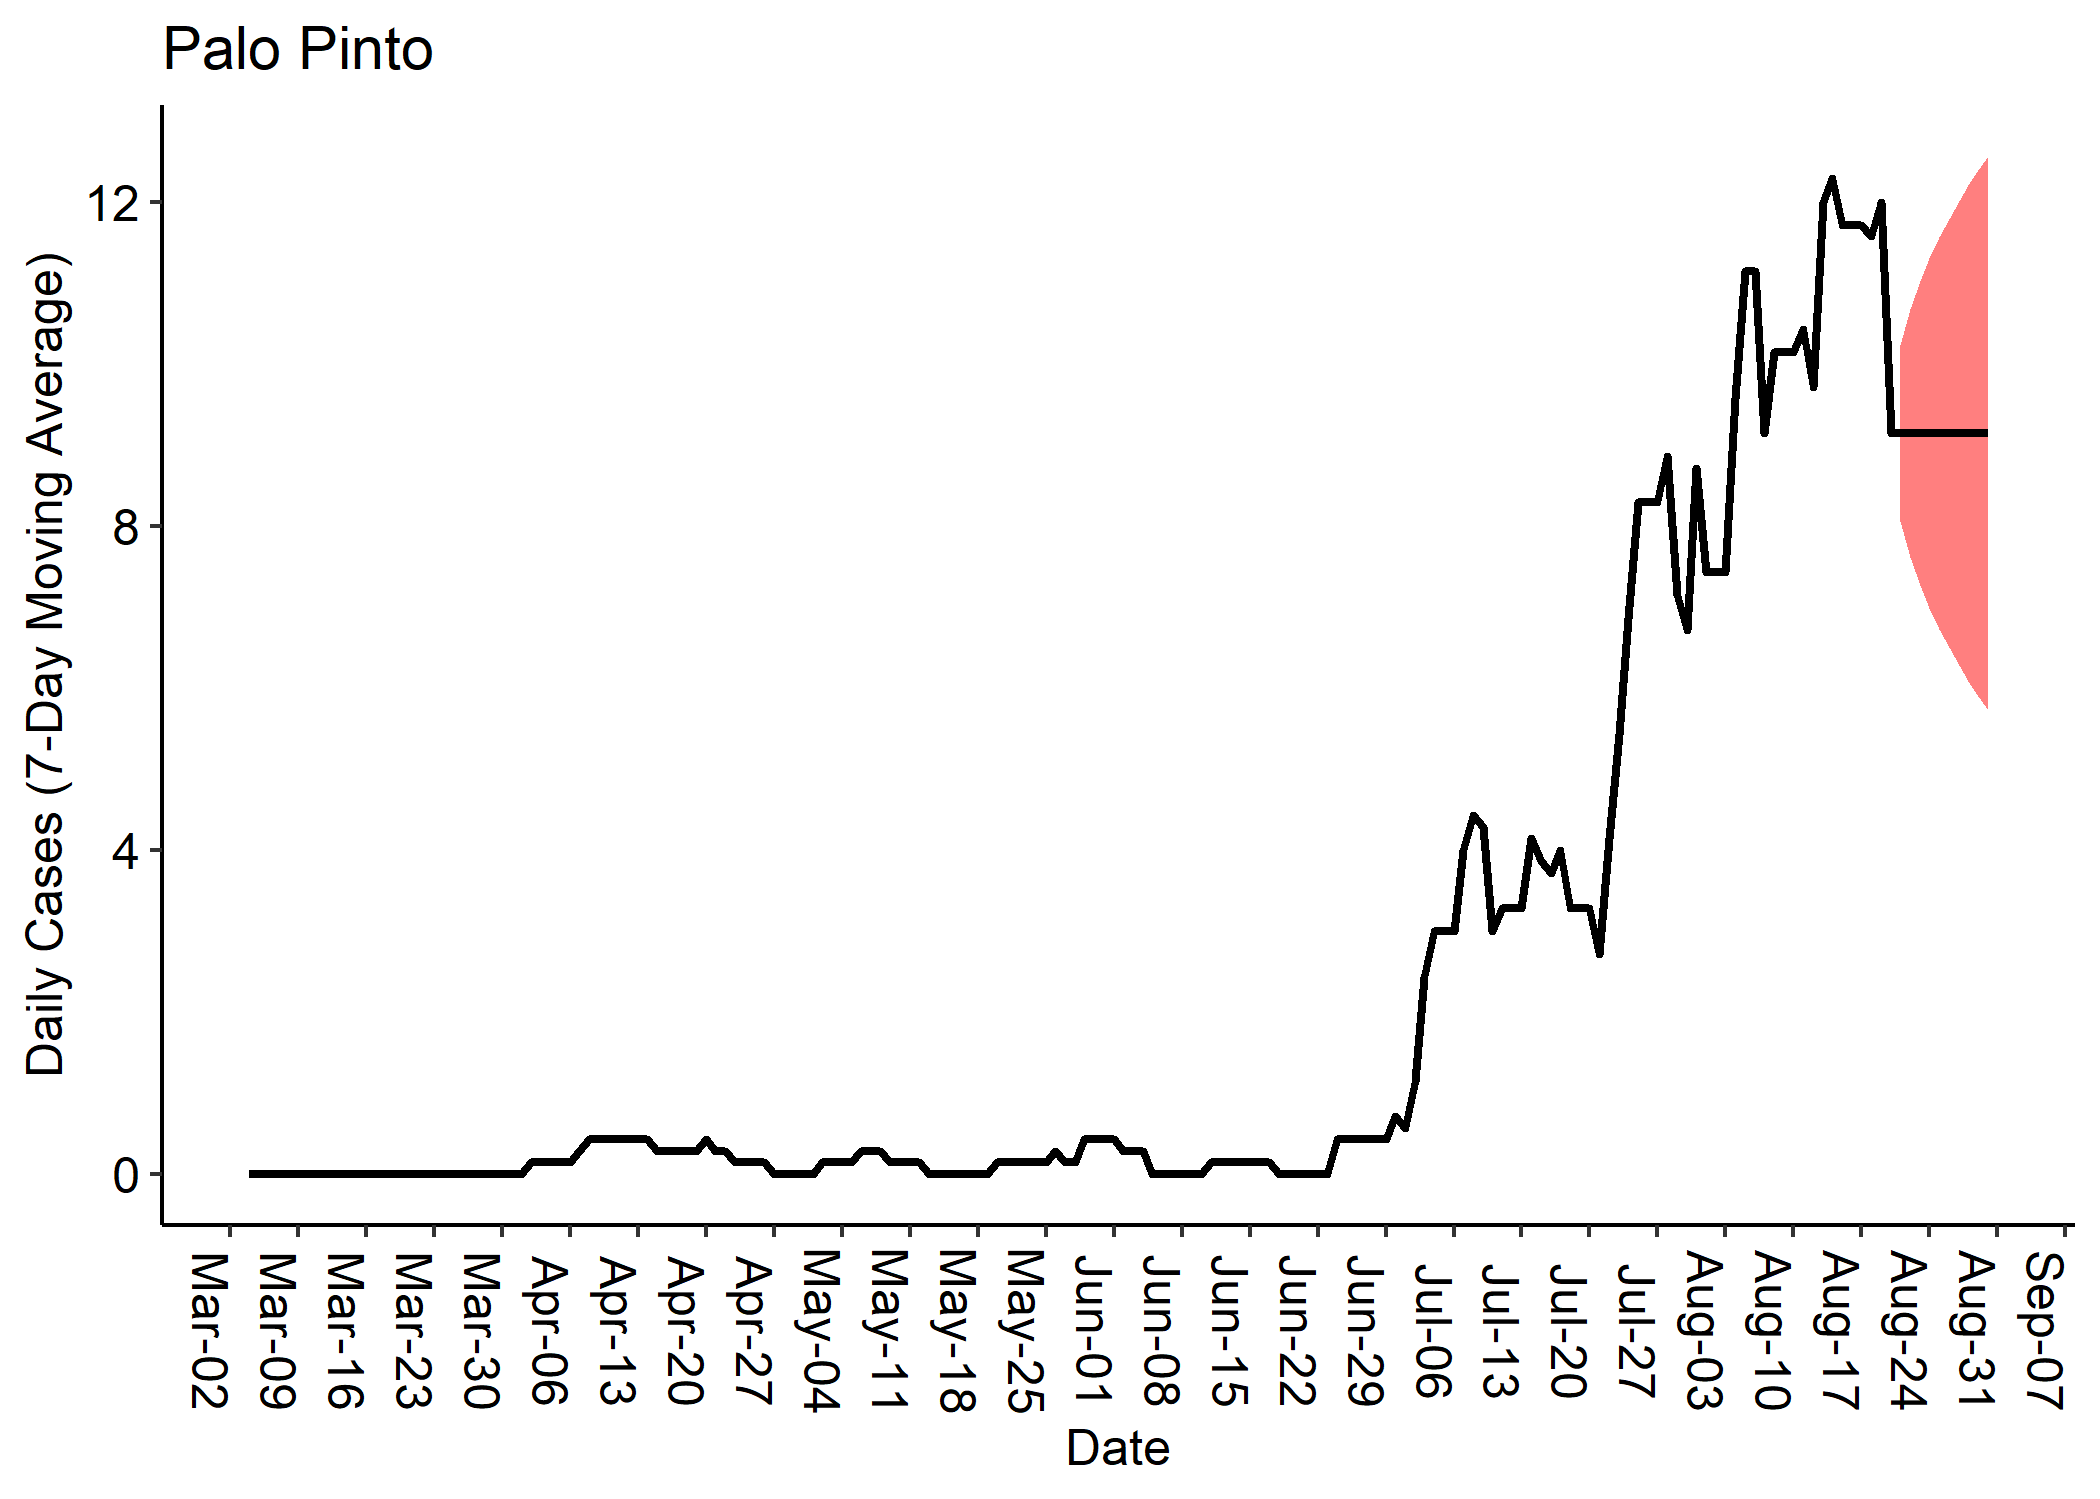 Palo Pinto
Daily Cases (7-Day Moving Average)
12
8
4
0
Mar-02
Mar-09
Mar-16
Mar-23
Mar-30
Apr-06
Apr-13
Apr-20
Apr-27
May-04
May-11
May-18
May-25
Jun-01
Jun-08
Jun-15
Jun-22
Jun-29
Jul-06
Jul-13
Jul-20
Jul-27
Aug-03
Aug-10
Aug-17
Aug-24
Aug-31
Sep-07
Date